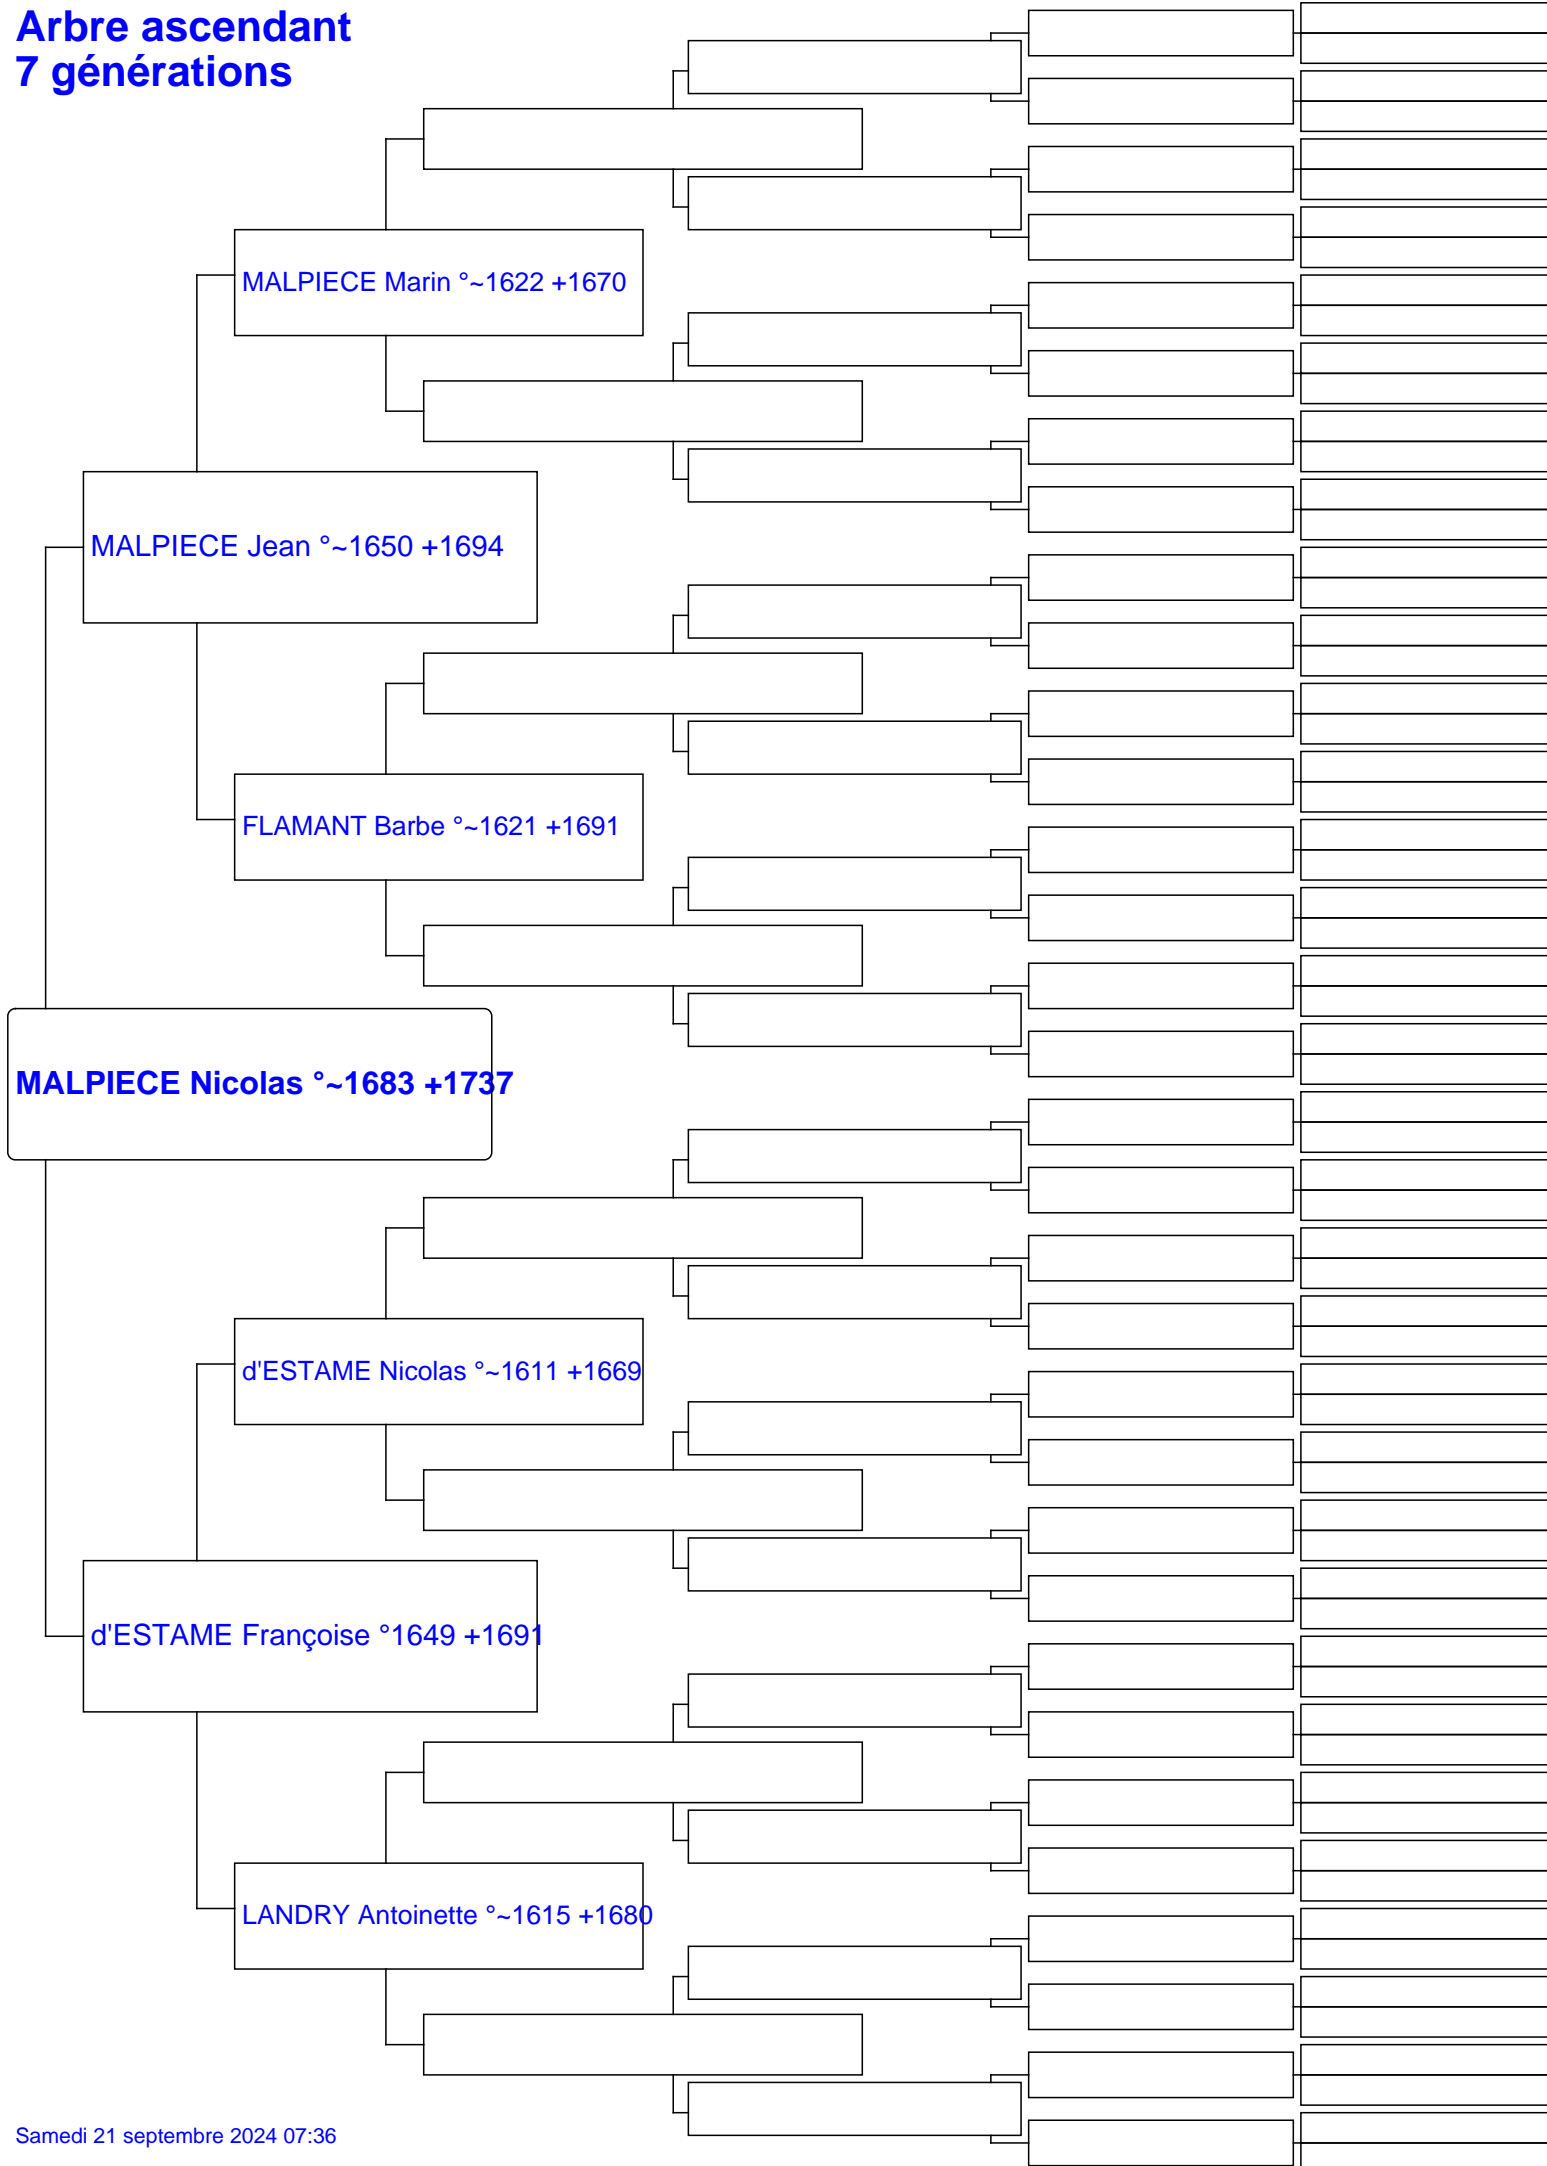 Arbre ascendant
7 générations
MALPIECE Marin °~1622 +1670
MALPIECE Jean °~1650 +1694
FLAMANT Barbe °~1621 +1691
MALPIECE Nicolas °~1683 +1737
d'ESTAME Nicolas °~1611 +1669
d'ESTAME Françoise °1649 +1691
LANDRY Antoinette °~1615 +1680
Samedi 21 septembre 2024 07:36